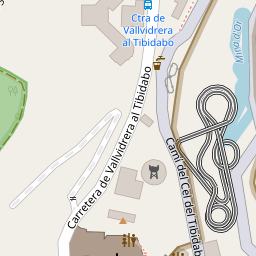 Ctra de
Vallvidrera
al Tibidabo
Mina d'Or
Carretera de Vallvidrera al Tibidabo
Camí del Cel del Tibidabo